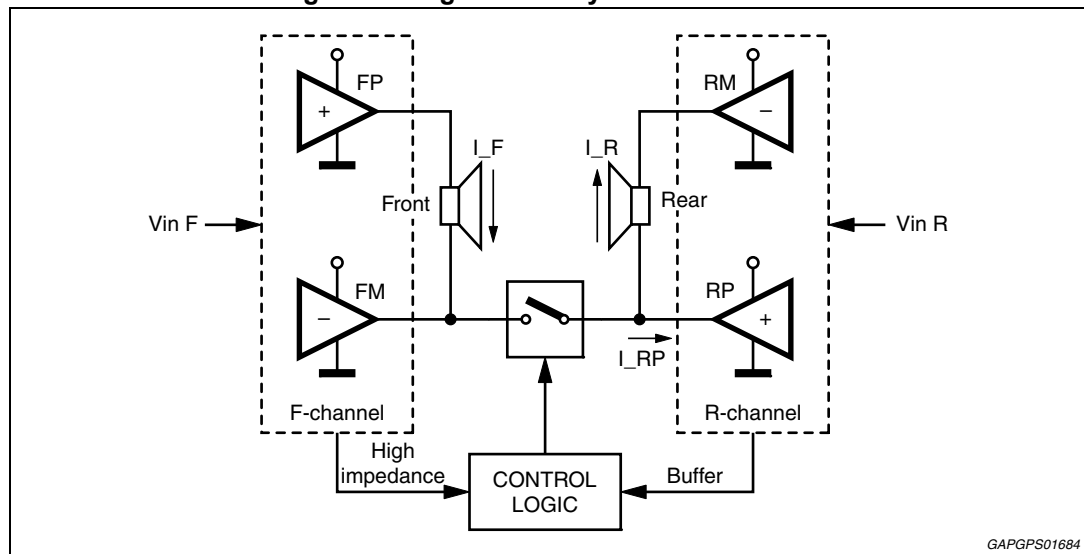 FP
RM
+
−
I_F
I_R
Front
Rear
Vin F
Vin R
FM
RP
−
+
I_RP
F-channel
R-channel
High
impedance
Buffer
CONTROL
LOGIC
GAPGPS01684